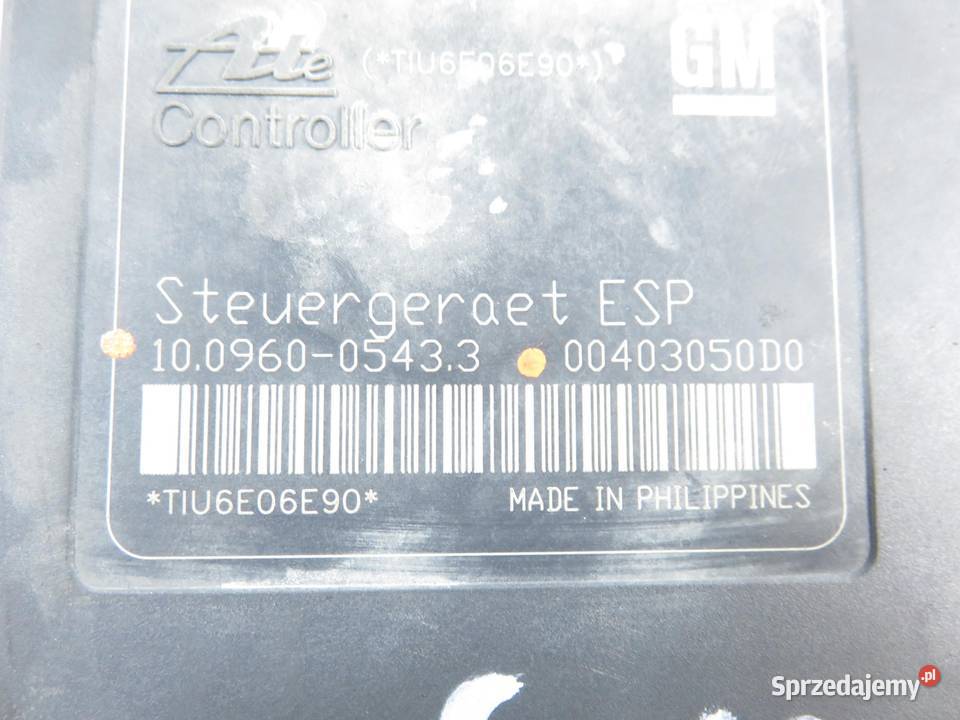 Ate (*TIU6E06E90*) GM
Controller
Steuergeraet ESP
10.0960-0543.3 00403050D0
*TIU6E06E90* MADE IN PHILIPPINES
Sprzedajemy.pl